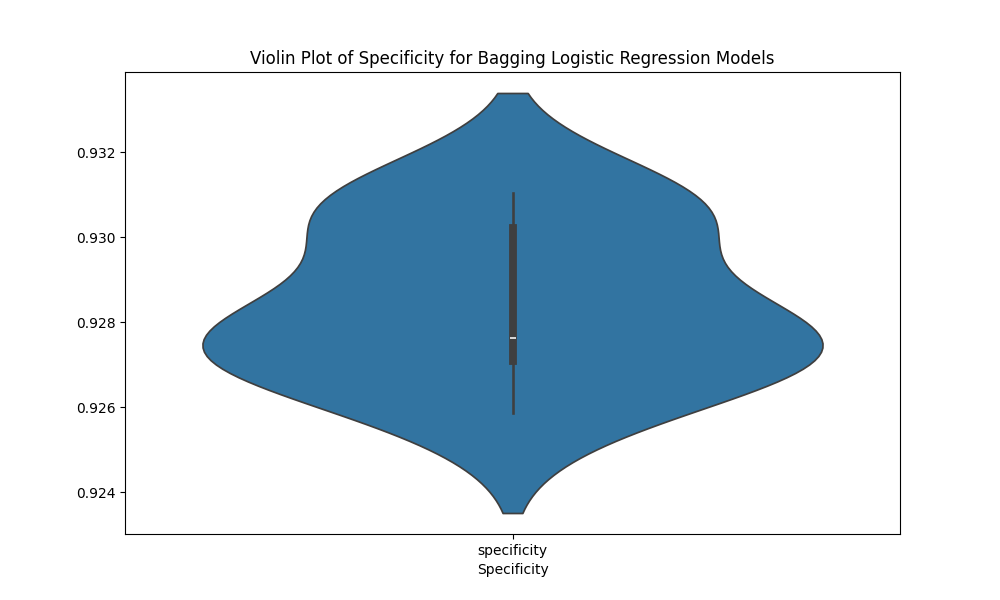 Violin Plot of Specificity for Bagging Logistic Regression Models
0.932
0.930
0.928
0.926
0.924
specificity
Specificity